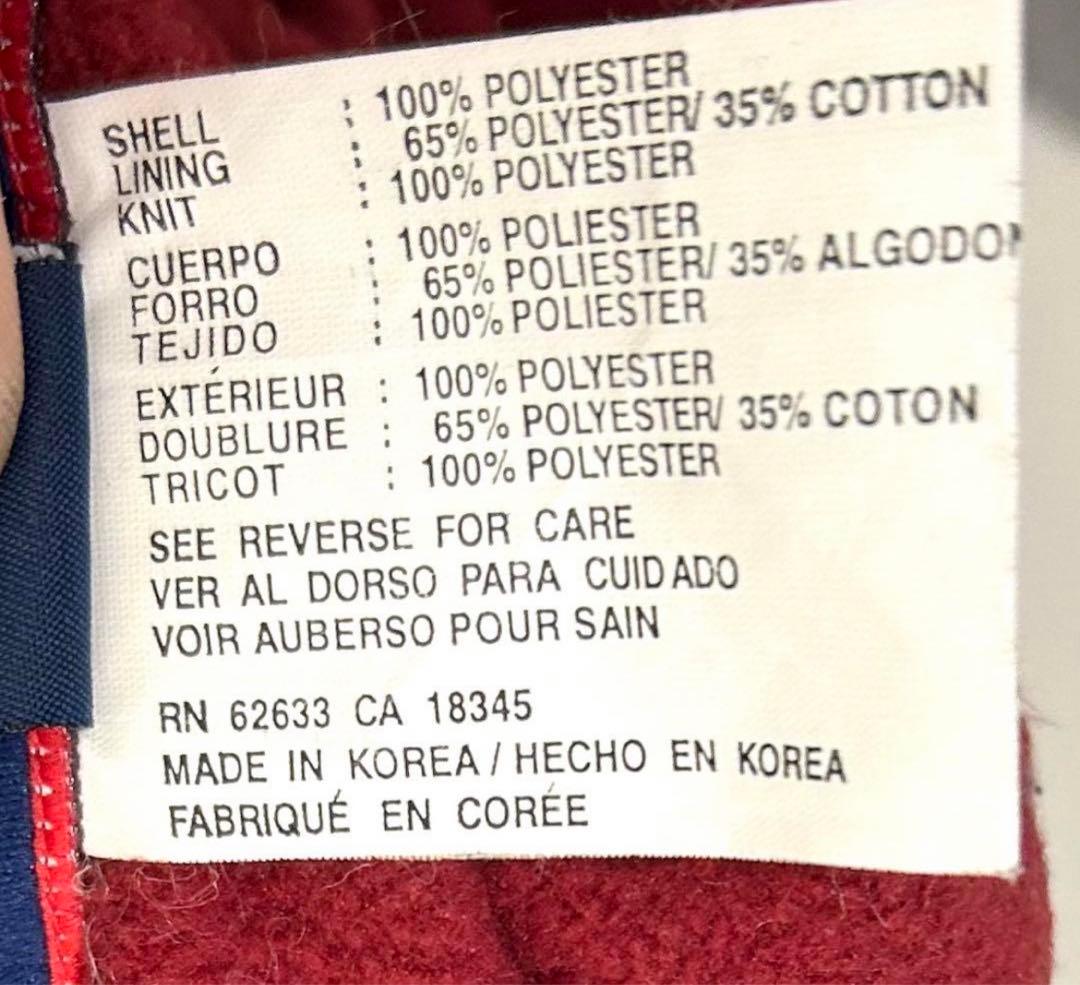 SHELL : 100% POLYESTER
LINING : 65% POLYESTER/ 35% COTTON
KNIT : 100% POLYESTER
CUERPO : 100% POLIESTER
FORRO : 65% POLIESTER/ 35% ALGODON
TEJIDO : 100% POLIESTER
EXTÉRIEUR : 100% POLYESTER
DOUBLURE : 65% POLYESTER/ 35% COTON
TRICOT : 100% POLYESTER
SEE REVERSE FOR CARE
VER AL DORSO PARA CUIDADO
VOIR AUBERSO POUR SAIN
RN 62633 CA 18345
MADE IN KOREA / HECHO EN KOREA
FABRIQUÉ EN CORÉE